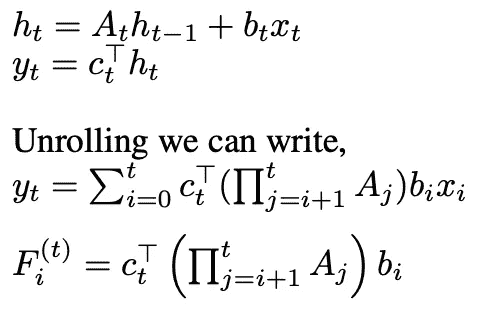 h_t = A_t h_{t-1} + b_t x_t
y_t = c_t^⊤ h_t
Unrolling we can write,
y_t = ∑_{i=0}^t c_t^⊤ (∏_{j=i+1}^t A_j) b_i x_i
F_i^{(t)} = c_t^⊤ (∏_{j=i+1}^t A_j) b_i